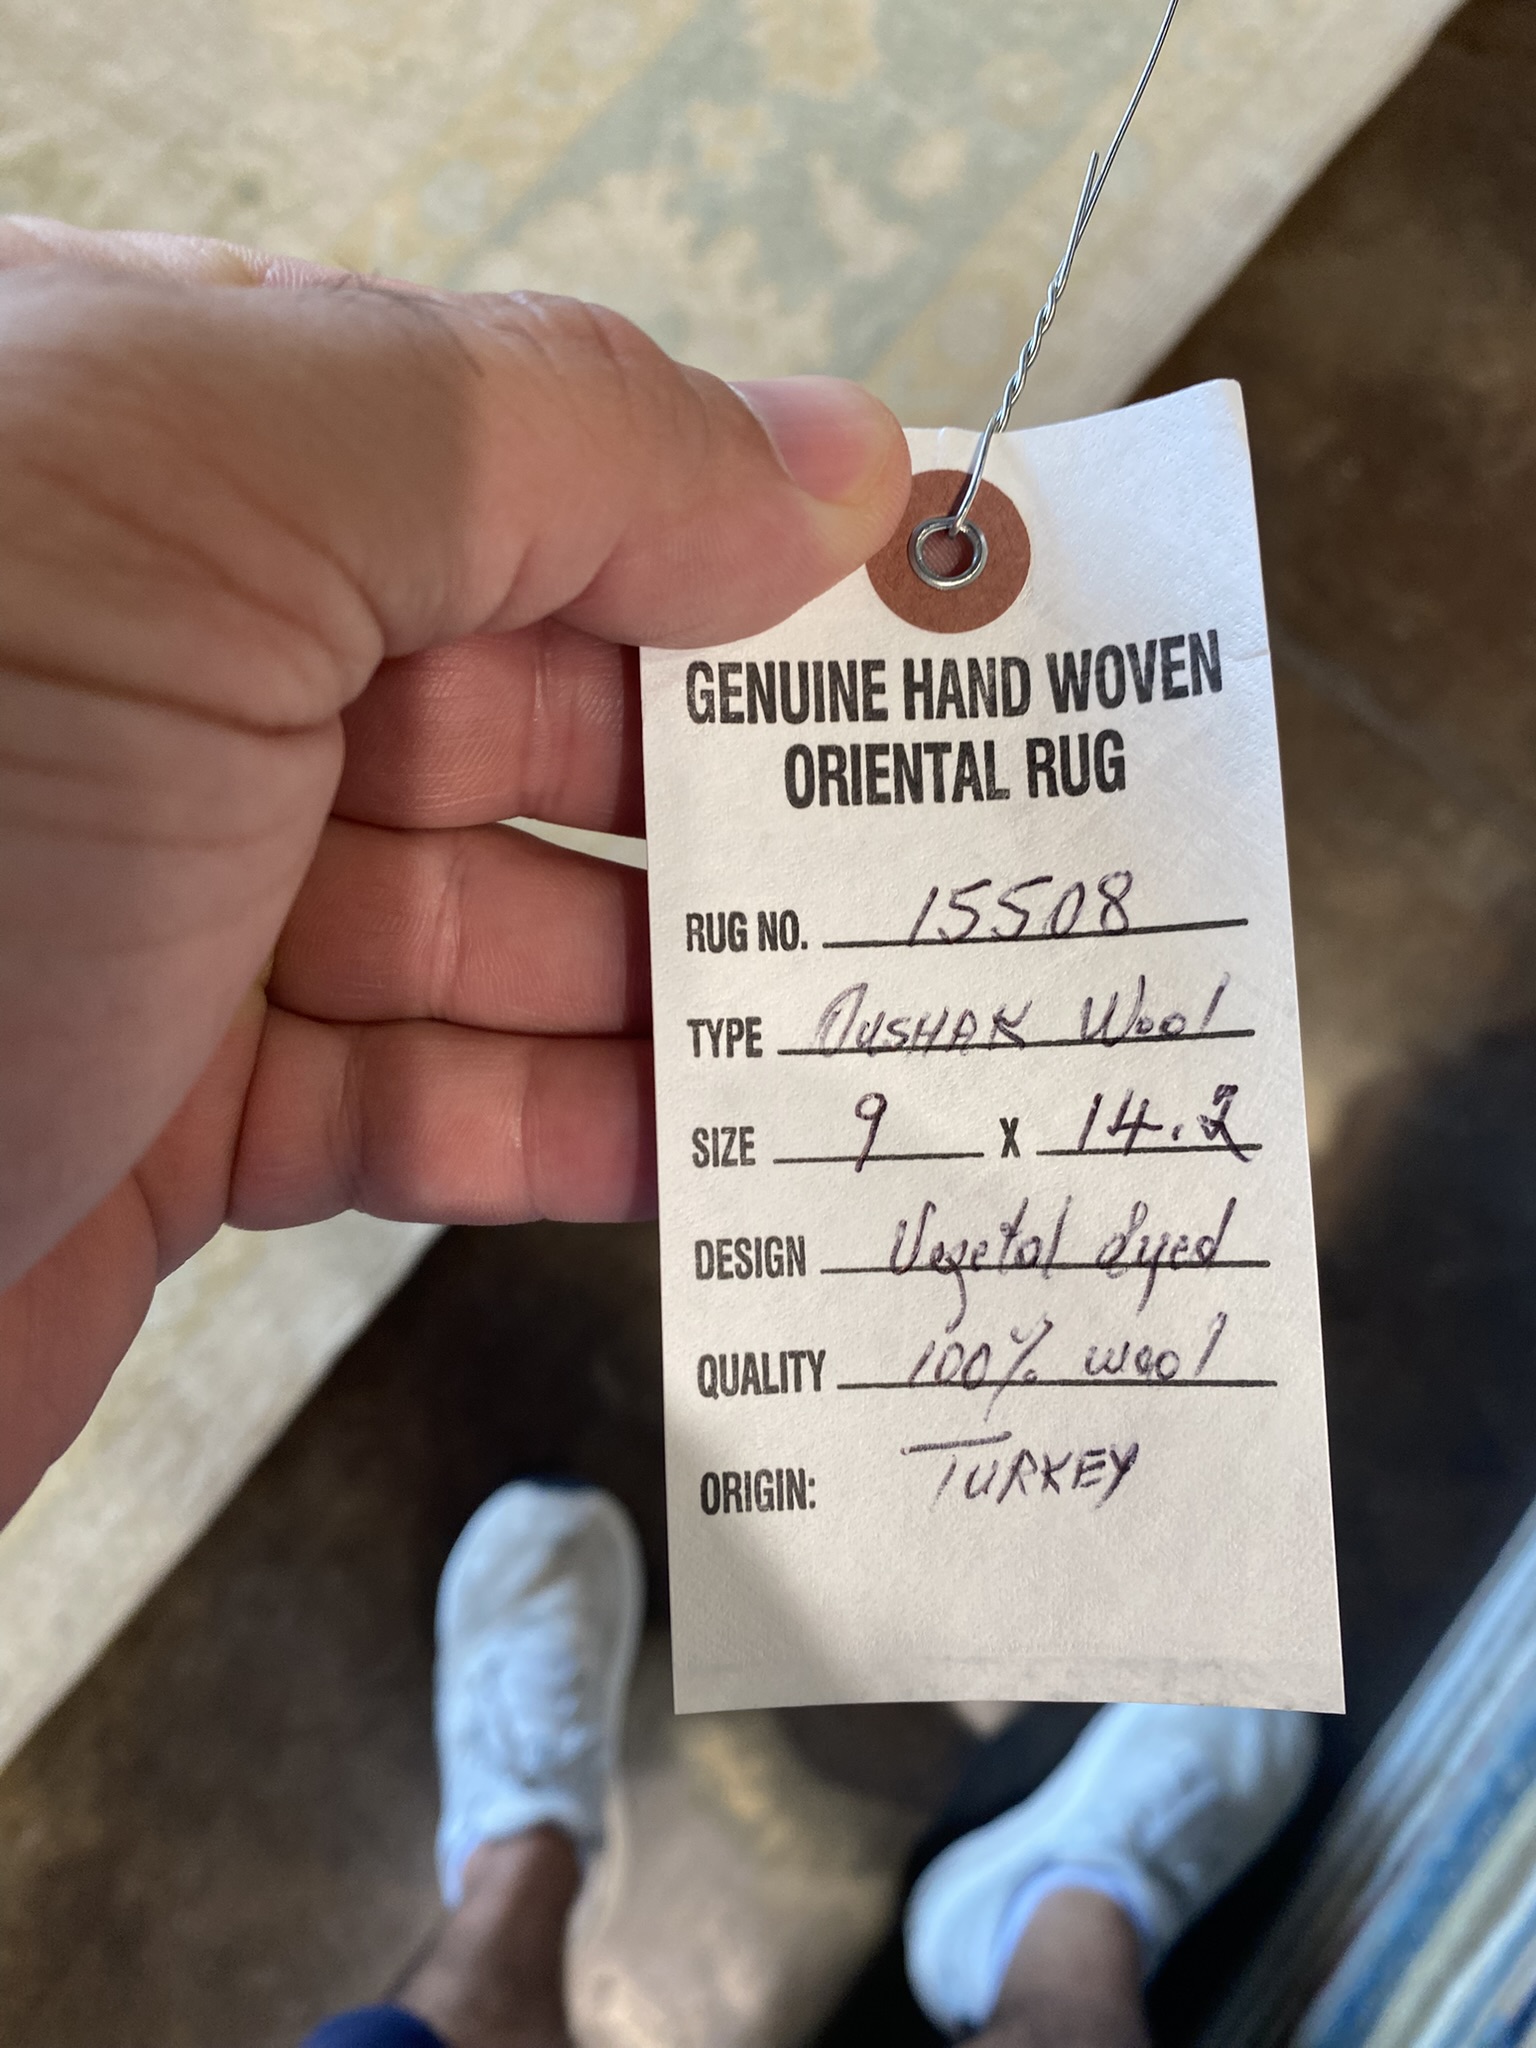 GENUINE HAND WOVEN
ORIENTAL RUG
RUG NO. 15508
TYPE OUSHAK Wool
SIZE 9 X 14.2
DESIGN Vegetal dyed
QUALITY 100% wool
ORIGIN: TURKEY